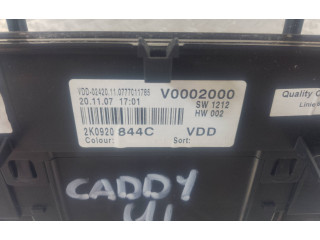 VDD-02420.11.0777011785
V0002000
20.11.07 17:01
SW 1212
HW 002
2K0920 844C VDD
Colour: Sort:
Quality
CADDY